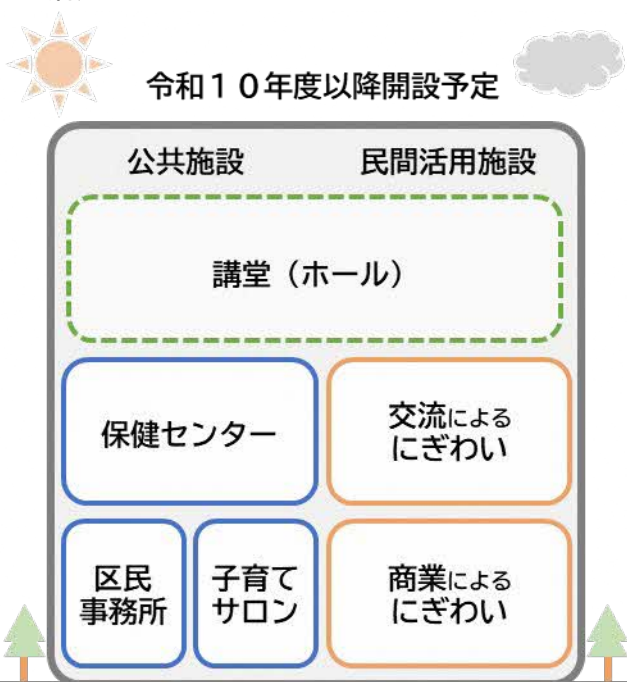 令和１０年度以降開設予定
公共施設
民間活用施設
講堂（ホール）
保健センター
交流による
にぎわい
区民
事務所
子育て
サロン
商業による
にぎわい